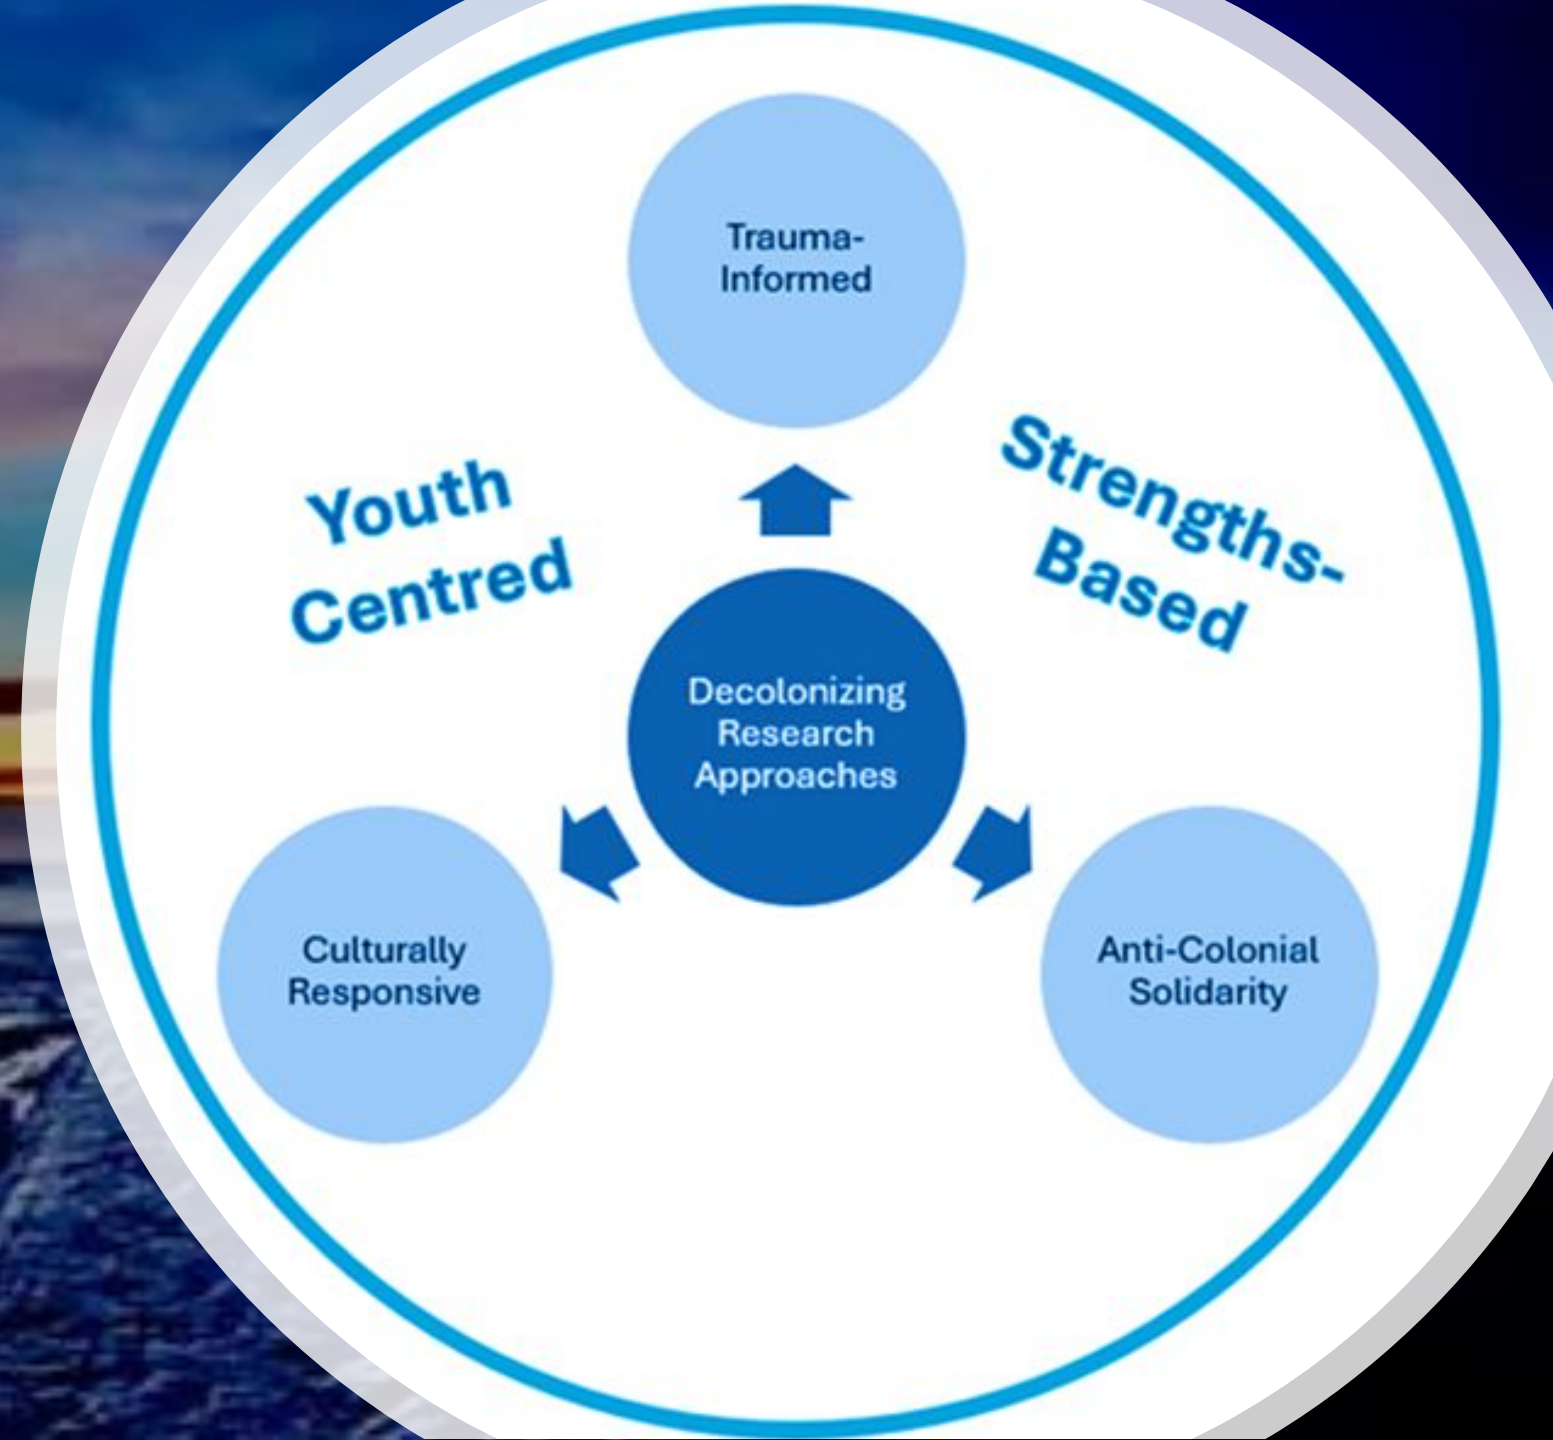 Trauma-
Informed
Youth
Centred
Strengths-
Based
Decolonizing
Research
Approaches
Culturally
Responsive
Anti-Colonial
Solidarity